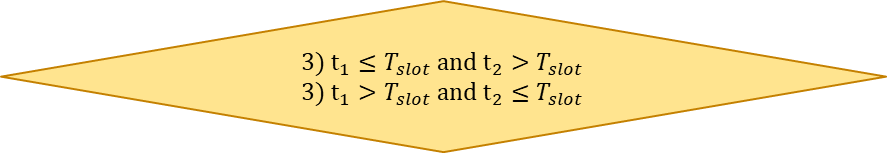 3) t₁ ≤ T_slot and t₂ > T_slot
3) t₁ > T_slot and t₂ ≤ T_slot